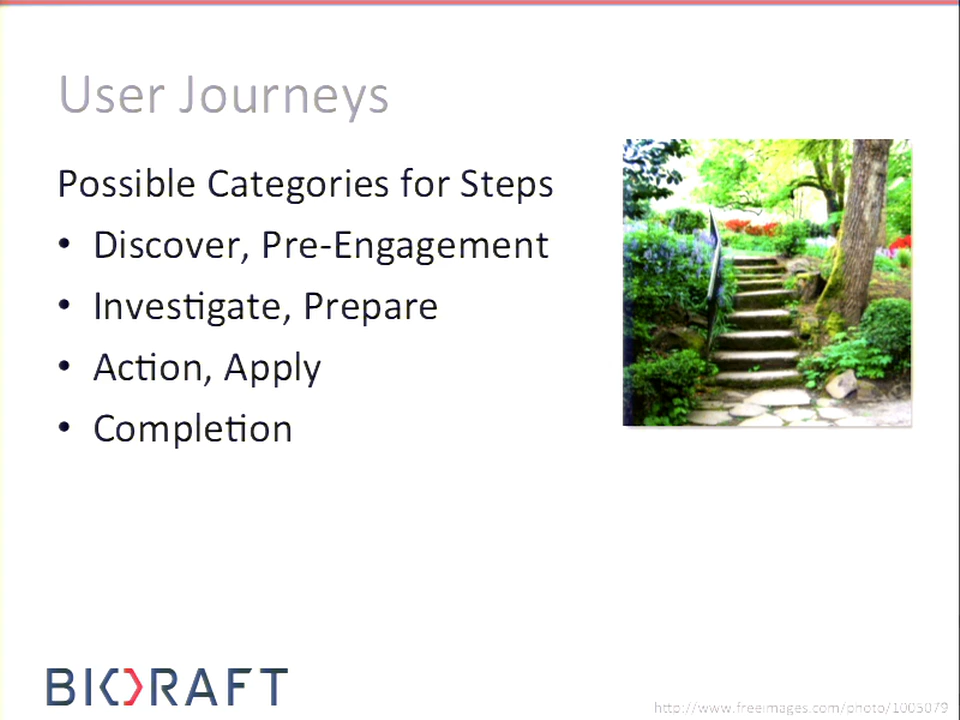 User Journeys
Possible Categories for Steps
• Discover, Pre-Engagement
• Investigate, Prepare
• Action, Apply
• Completion
BIORAFT
http://www.freeimages.com/photo/1005079